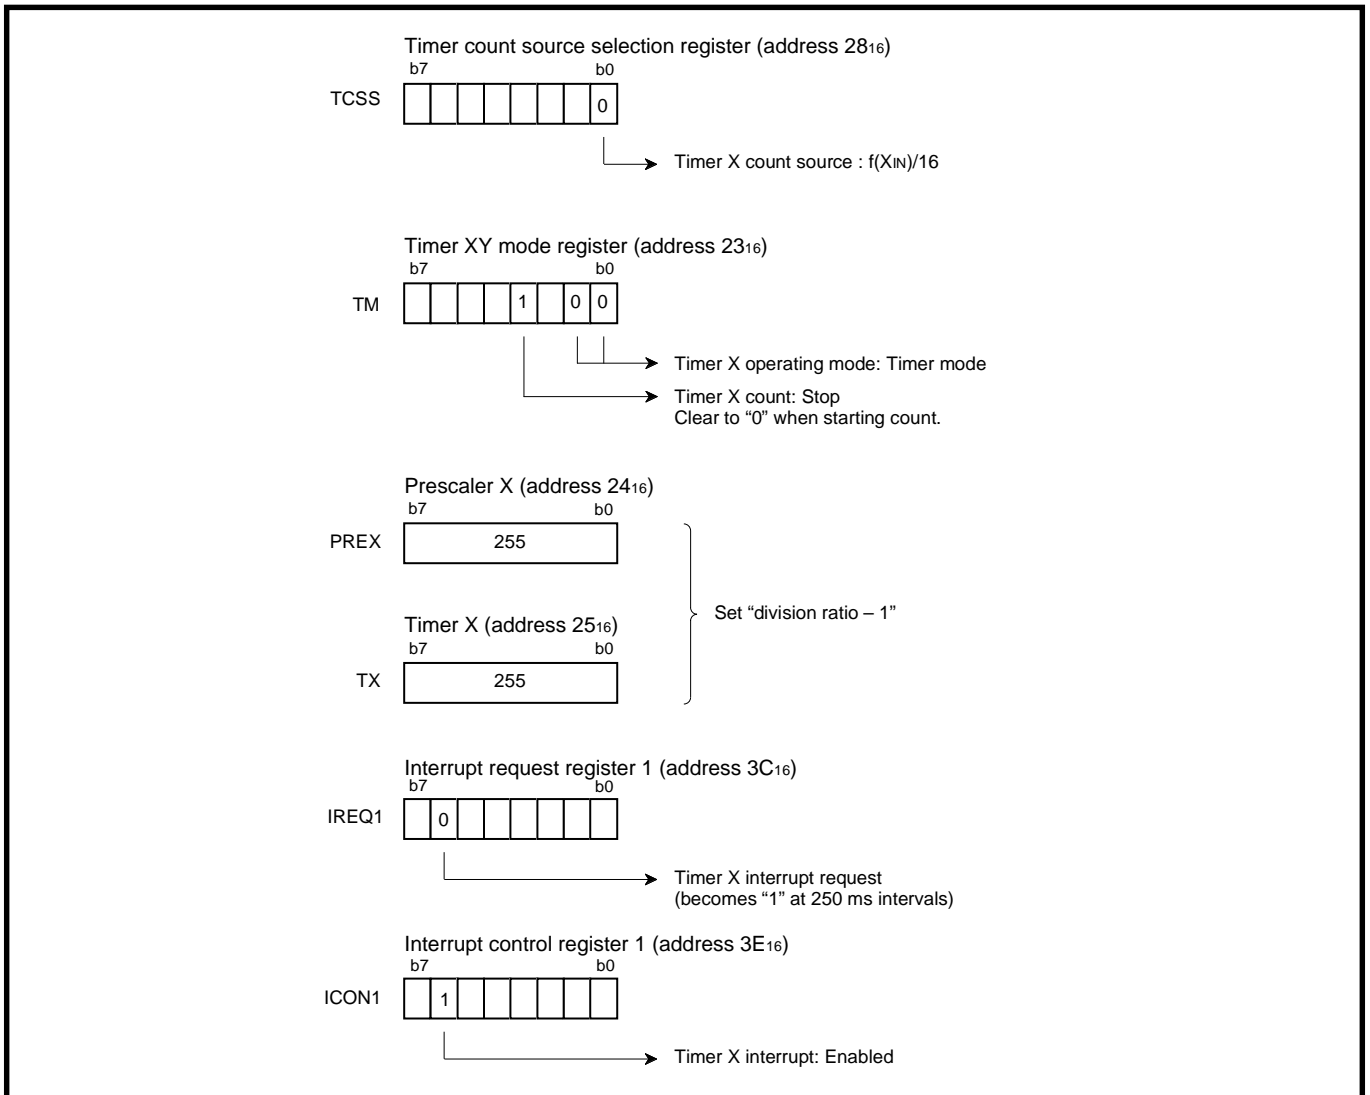 Timer count source selection register (address 28₁₆)
b7 b0
TCSS 0
Timer X count source : f(XIN)/16
Timer XY mode register (address 23₁₆)
b7 b0
TM 1 0 0
Timer X operating mode: Timer mode
Timer X count: Stop
Clear to “0” when starting count.
Prescaler X (address 24₁₆)
b7 b0
PREX 255
Set “division ratio – 1”
Timer X (address 25₁₆)
b7 b0
TX 255
Interrupt request register 1 (address 3C₁₆)
b7 b0
IREQ1 0
Timer X interrupt request
(becomes “1” at 250 ms intervals)
Interrupt control register 1 (address 3E₁₆)
b7 b0
ICON1 1
Timer X interrupt: Enabled